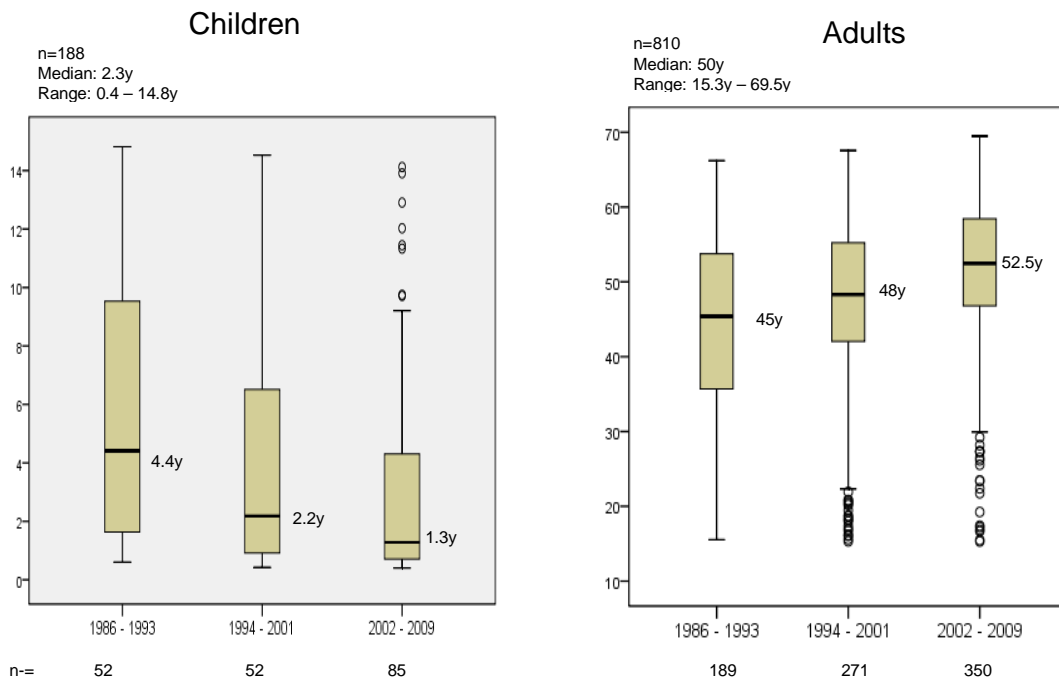 Children
n=188
Median: 2.3y
Range: 0.4 – 14.8y
14
12
10
8
6
4
2
0
4.4y
2.2y
1.3y
1986 - 1993 1994 - 2001 2002 - 2009
n-= 52 52 85
Adults
n=810
Median: 50y
Range: 15.3y – 69.5y
70
60
50
40
30
20
10
45y
48y
52.5y
1986 - 1993 1994 - 2001 2002 - 2009
189 271 350